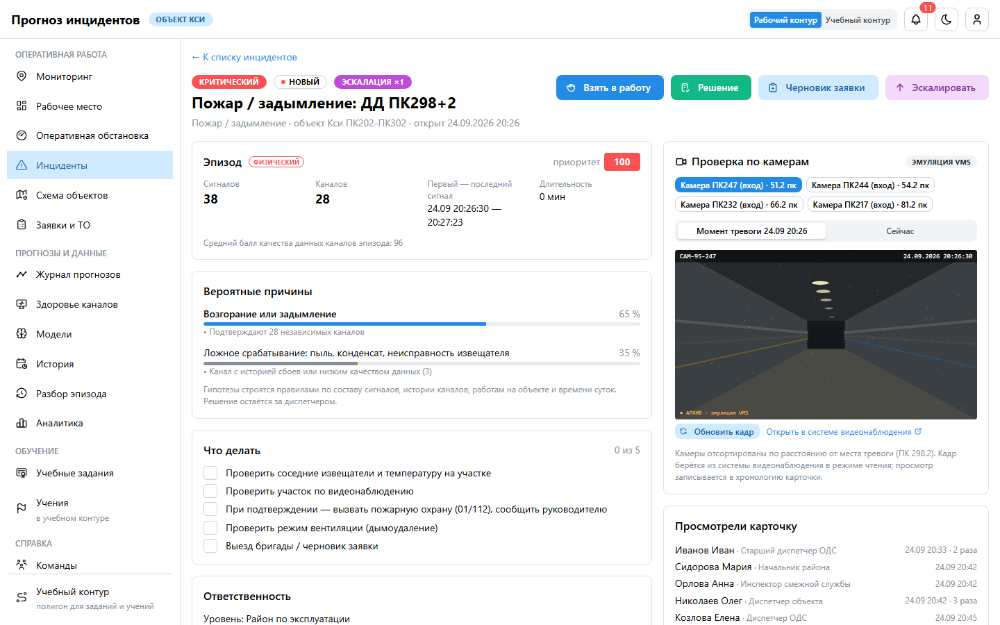 Прогноз инцидентов
ОБЪЕКТ КСИ
Рабочий контур
Учебный контур
11
ОПЕРАТИВНАЯ РАБОТА
Мониторинг
Рабочее место
Оперативная обстановка
Инциденты
Схема объектов
Заявки и ТО
ПРОГНОЗЫ И ДАННЫЕ
Журнал прогнозов
Здоровье каналов
Модели
История
Разбор эпизода
Аналитика
ОБУЧЕНИЕ
Учебные задания
Учения
в учебном контуре
СПРАВКА
Команды
Учебный контур
полигон для заданий и учений
← К списку инцидентов
КРИТИЧЕСКИЙ
НОВЫЙ
ЭСКАЛАЦИЯ ×1
Взять в работу
Решение
Черновик заявки
Эскалировать
Пожар / задымление: ДД ПК298+2
Пожар / задымление · объект Кси ПК202-ПК302 · открыт 24.09.2026 20:26
Эпизод
ФИЗИЧЕСКИЙ
приоритет
100
Сигналов
38
Каналов
28
Первый — последний
сигнал
24.09 20:26:30 —
20:27:23
Длительность
0 мин
Средний балл качества данных каналов эпизода: 96
Вероятные причины
Возгорание или задымление
65 %
• Подтверждают 28 независимых каналов
Ложное срабатывание: пыль, конденсат, неисправность извещателя
35 %
• Канал с историей сбоев или низким качеством данных (3)
Гипотезы строятся правилами по составу сигналов, истории каналов, работам на объекте и времени суток.
Решение остаётся за диспетчером.
Что делать
0 из 5
Проверить соседние извещатели и температуру на участке
Проверить участок по видеонаблюдению
При подтверждении — вызвать пожарную охрану (01/112), сообщить руководителю
Проверить режим вентиляции (дымоудаление)
Выезд бригады / черновик заявки
Ответственность
Уровень: Район по эксплуатации
Проверка по камерам
ЭМУЛЯЦИЯ VMS
Камера ПК247 (вход) · 51.2 пк
Камера ПК244 (вход) · 54.2 пк
Камера ПК232 (вход) · 66.2 пк
Камера ПК217 (вход) · 81.2 пк
Момент тревоги 24.09 20:26
Сейчас
CAM-95-247
24.09.2026 20:26:30
● АРХИВ · эмуляция VMS
Обновить кадр
Открыть в системе видеонаблюдения
Камеры отсортированы по расстоянию от места тревоги (ПК 298.2). Кадр
берётся из системы видеонаблюдения в режиме чтения; просмотр
записывается в хронологию карточки.
Просмотрели карточку
Иванов Иван · Старший диспетчер ОДС
24.09 20:33 · 2 раза
Сидорова Мария · Начальник района
24.09 20:42
Орлова Анна · Инспектор смежной службы
24.09 20:42
Николаев Олег · Диспетчер объекта
24.09 20:42 · 3 раза
Козлова Елена · Диспетчер ОДС
24.09 20:45